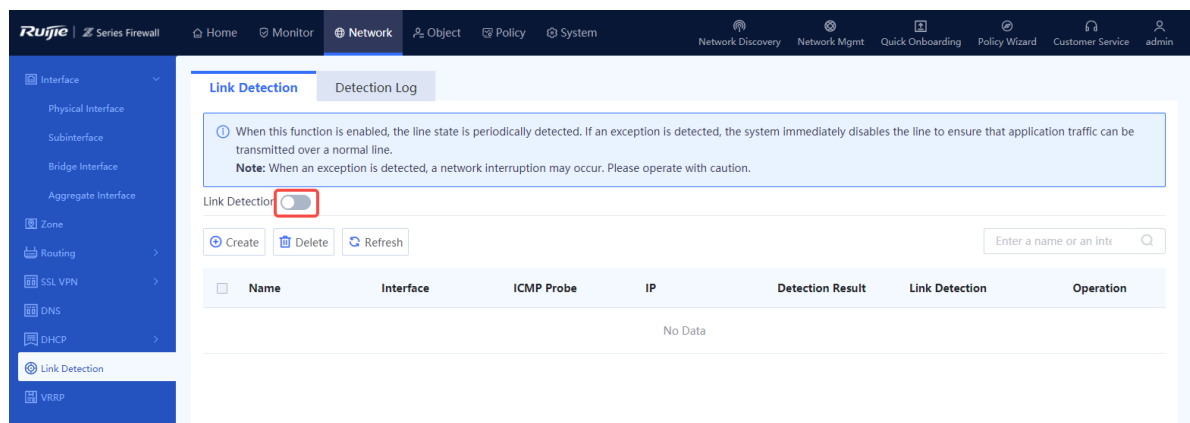 Ruijie | Z Series Firewall
Home Monitor Network Object Policy System
Network Discovery Network Mgmt Quick Onboarding Policy Wizard Customer Service admin
Interface
Physical Interface
Subinterface
Bridge Interface
Aggregate Interface
Zone
Routing
SSL VPN
DNS
DHCP
Link Detection
VRRP
Link Detection Detection Log
When this function is enabled, the line state is periodically detected. If an exception is detected, the system immediately disables the line to ensure that application traffic can be
transmitted over a normal line.
Note: When an exception is detected, a network interruption may occur. Please operate with caution.
Link Detection
Create Delete Refresh Enter a name or an inte
Name Interface ICMP Probe IP Detection Result Link Detection Operation
No Data